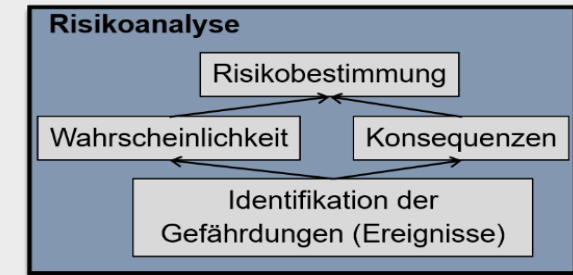 Risikoanalyse
Risikobestimmung
Wahrscheinlichkeit
Konsequenzen
Identifikation der
Gefährdungen (Ereignisse)